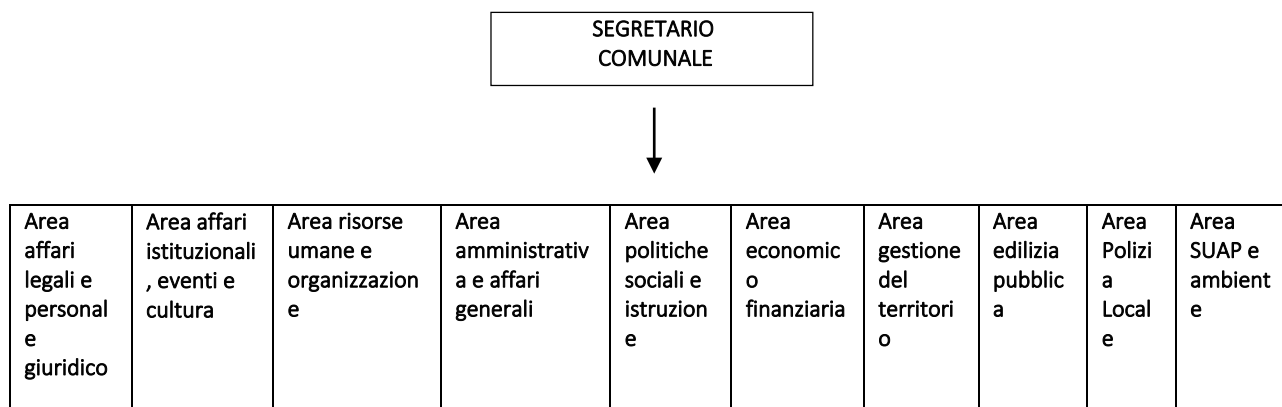 SEGRETARIO
COMUNALE
Area
affari
legali e
personal
e
giuridico
Area affari
istituzionali
, eventi e
cultura
Area risorse
umane e
organizzazion
e
Area
amministrativ
a e affari
generali
Area
politiche
sociali e
istruzion
e
Area
economic
o
finanziaria
Area
gestione
del
territori
o
Area
edilizia
pubblic
a
Area
Polizi
a
Local
e
Area
SUAP e
ambient
e